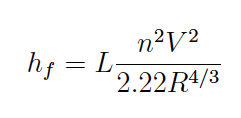 h_f = L \frac{n^2 V^2}{2.22 R^{4/3}}